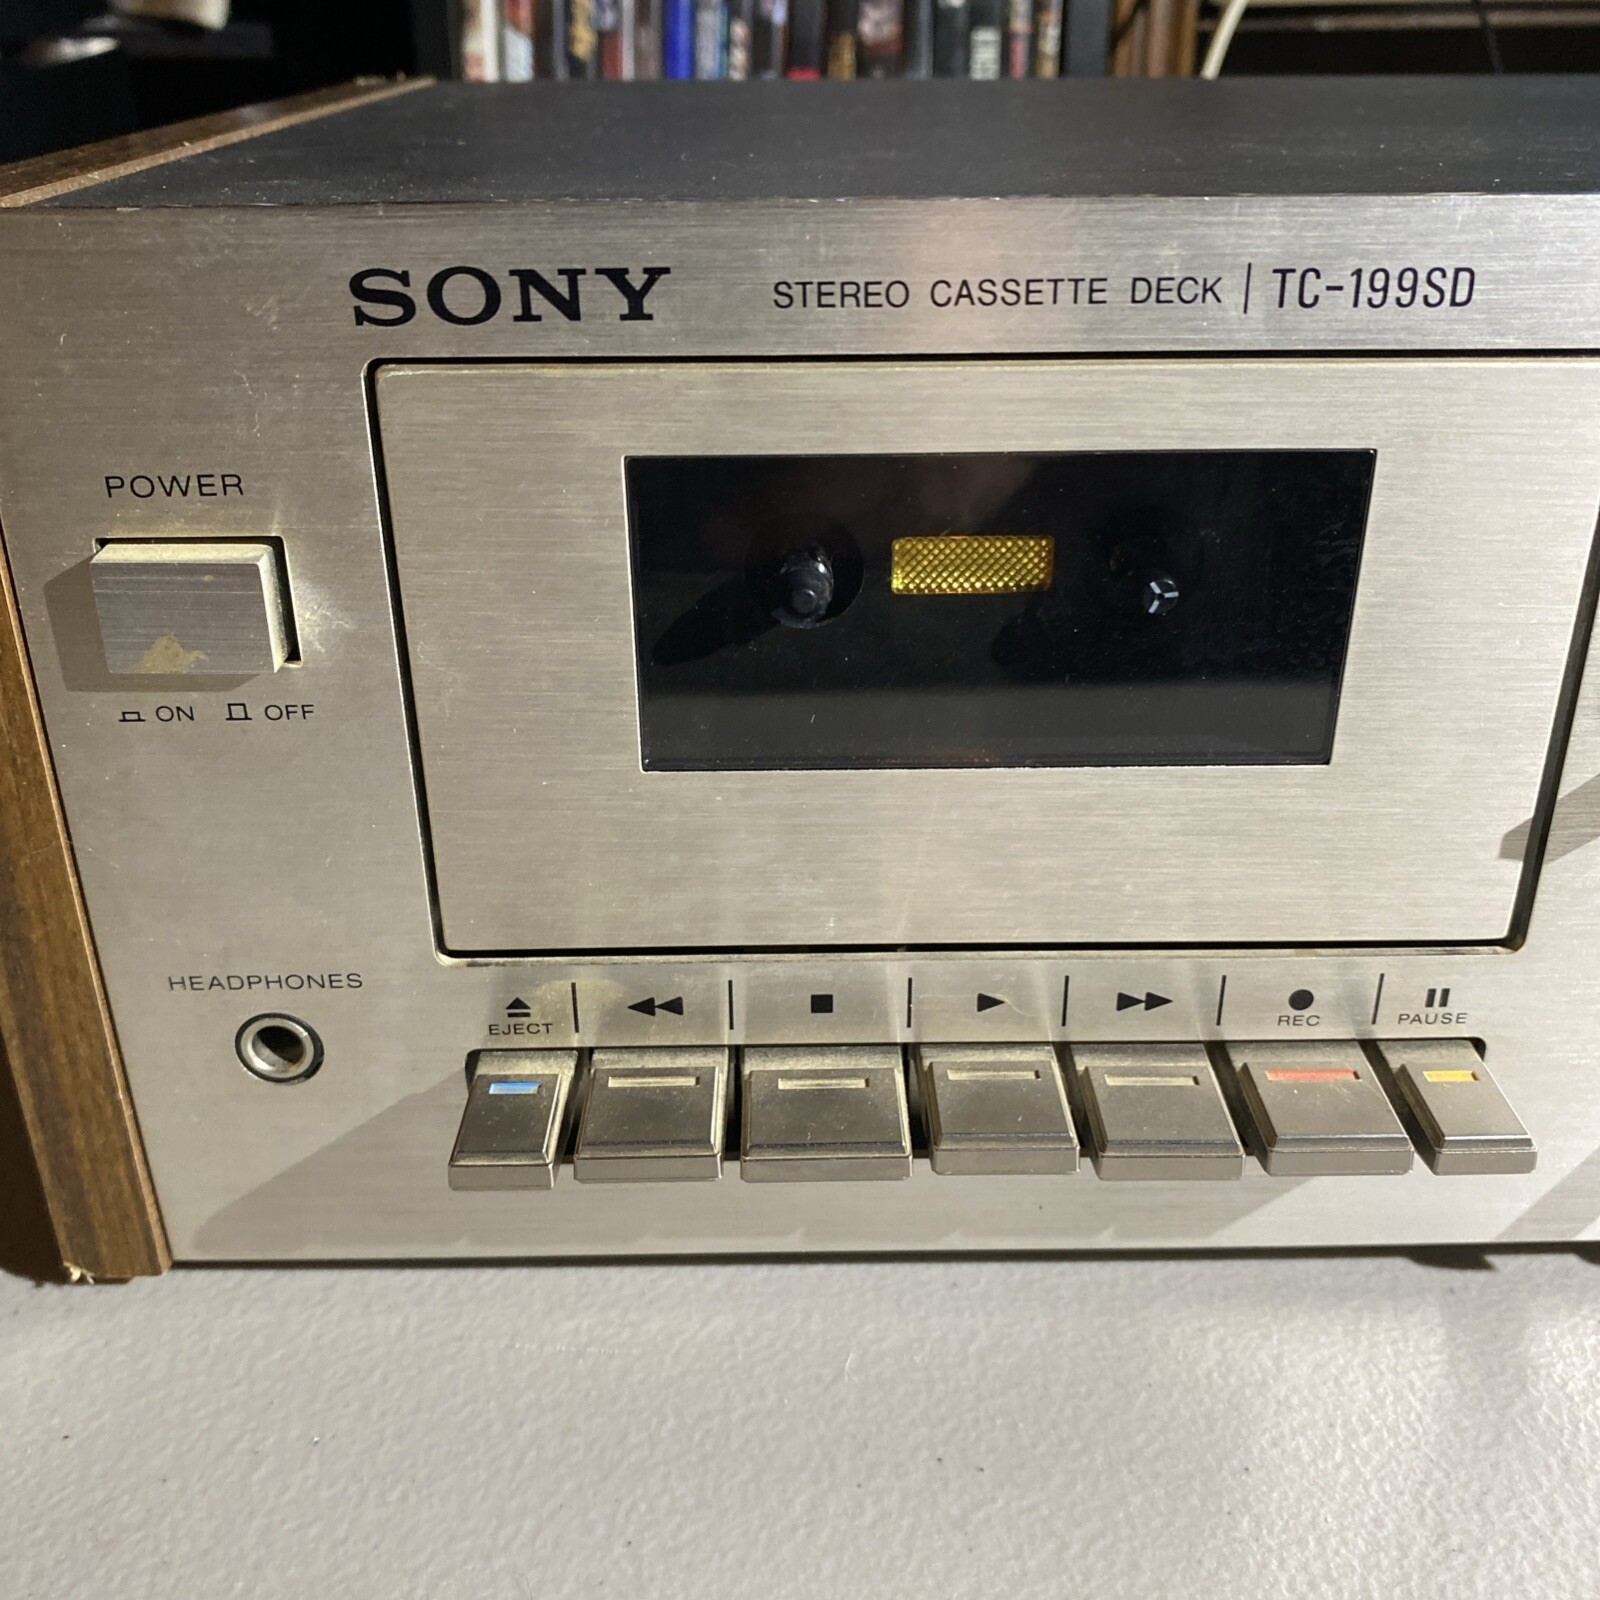 SONY STEREO CASSETTE DECK | TC-199SD
POWER
ON OFF
HEADPHONES
EJECT REC PAUSE